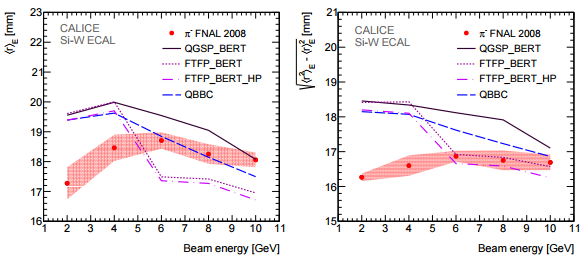 ⟨r⟩E [mm]
CALICE
Si-W ECAL
π- FNAL 2008
QGSP_BERT
FTFP_BERT
FTFP_BERT_HP
QBBC
23
22
21
20
19
18
17
16
1 2 3 4 5 6 7 8 9 10 11
Beam energy [GeV]
√⟨r²⟩E - ⟨r⟩²E [mm]
CALICE
Si-W ECAL
π- FNAL 2008
QGSP_BERT
FTFP_BERT
FTFP_BERT_HP
QBBC
21
20
19
18
17
16
15
1 2 3 4 5 6 7 8 9 10 11
Beam energy [GeV]